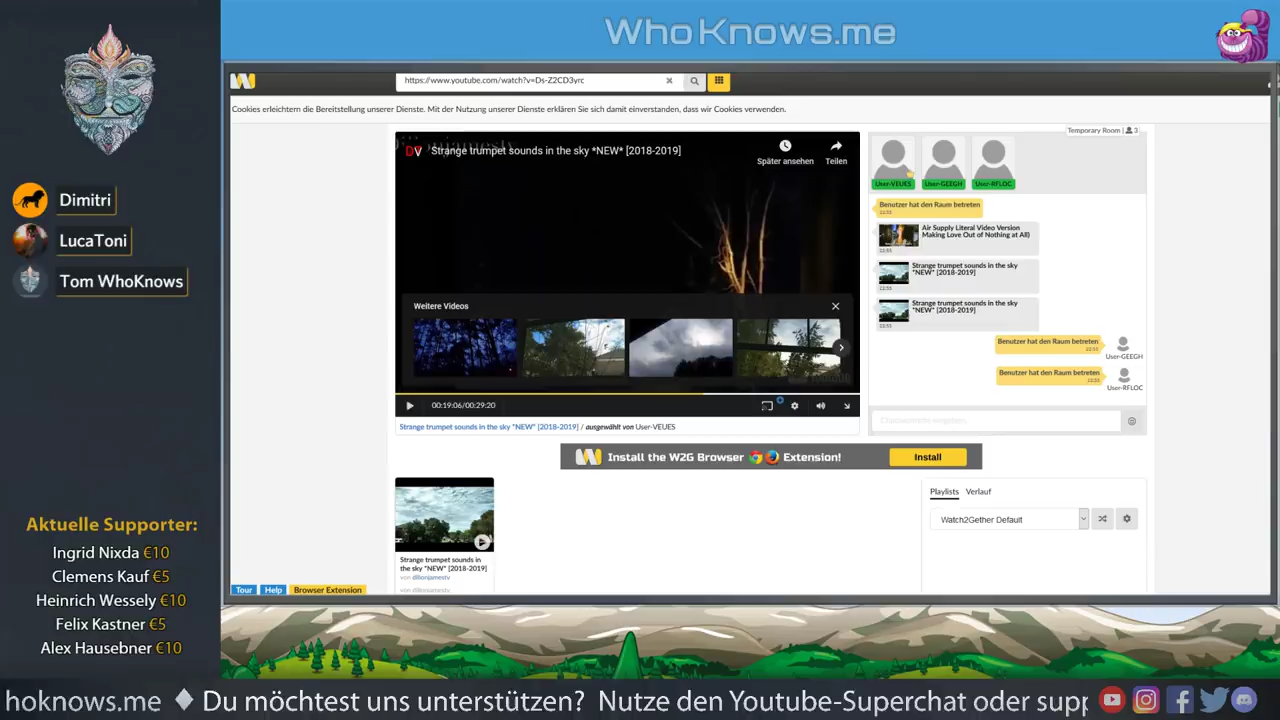 WhoKnows.me
Dimitri
LucaToni
Tom WhoKnows
Aktuelle Supporter:
Ingrid Nixda €10
Clemens Kauf €5
Heinrich Wessely €10
Felix Kastner €5
Alex Hausebner €10
https://www.youtube.com/watch?v=Ds-Z2CD3yrc
Cookies erleichtern die Bereitstellung unserer Dienste. Mit der Nutzung unserer Dienste erklären Sie sich damit einverstanden, dass wir Cookies verwenden.
DV Strange trumpet sounds in the sky *NEW* [2018-2019]
Später ansehen
Teilen
Weitere Videos
00:19:06/00:29:20
Strange trumpet sounds in the sky *NEW* [2018-2019] / ausgewählt von User-VEUES
Temporary Room | 3
User-VEUES
User-GEEGH
User-RFLOC
Benutzer hat den Raum betreten
Air Supply Literal Video Version
Making Love Out of Nothing at All)
Strange trumpet sounds in the sky
*NEW* [2018-2019]
Strange trumpet sounds in the sky
*NEW* [2018-2019]
Benutzer hat den Raum betreten
User-GEEGH
Benutzer hat den Raum betreten
User-RFLOC
Install the W2G Browser Extension!
Install
Strange trumpet sounds in
the sky *NEW* [2018-2019]
von dillonjamestv
von dillonjamestv
Playlists Verlauf
Watch2Gether Default
Tour
Help
Browser Extension
hoknows.me ♦ Du möchtest uns unterstützen? Nutze den Youtube-Superchat oder supp